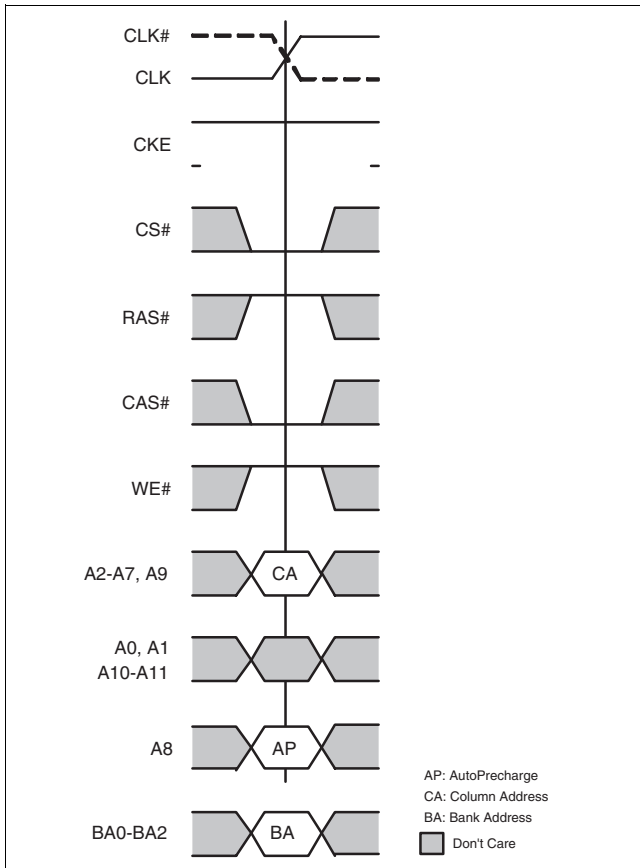 CLK#
CLK
CKE
CS#
RAS#
CAS#
WE#
A2-A7, A9
CA
A0, A1
A10-A11
A8
AP
BA0-BA2
BA
AP: AutoPrecharge
CA: Column Address
BA: Bank Address
Don't Care